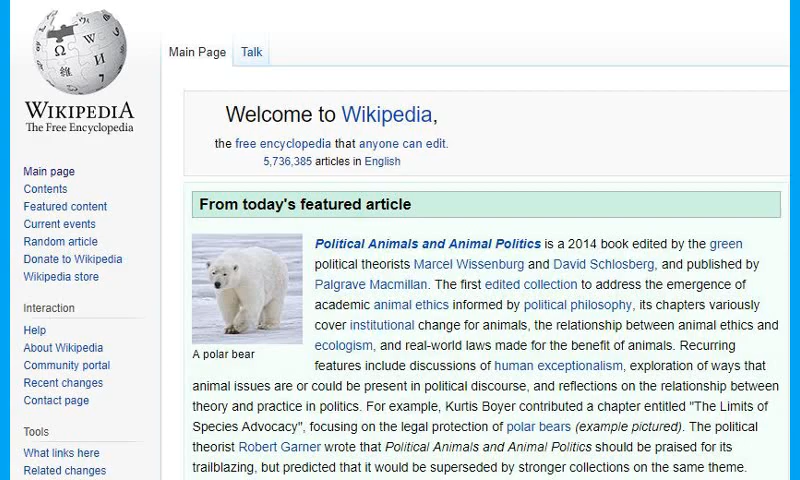 Ω W И 維
WIKIPEDIA
The Free Encyclopedia
Main page
Contents
Featured content
Current events
Random article
Donate to Wikipedia
Wikipedia store
Interaction
Help
About Wikipedia
Community portal
Recent changes
Contact page
Tools
What links here
Related changes
Main Page Talk
Welcome to Wikipedia,
the free encyclopedia that anyone can edit.
5,736,385 articles in English
From today's featured article
A polar bear
Political Animals and Animal Politics is a 2014 book edited by the green
political theorists Marcel Wissenburg and David Schlosberg, and published by
Palgrave Macmillan. The first edited collection to address the emergence of
academic animal ethics informed by political philosophy, its chapters variously
cover institutional change for animals, the relationship between animal ethics and
ecologism, and real-world laws made for the benefit of animals. Recurring
features include discussions of human exceptionalism, exploration of ways that
animal issues are or could be present in political discourse, and reflections on the relationship between
theory and practice in politics. For example, Kurtis Boyer contributed a chapter entitled "The Limits of
Species Advocacy", focusing on the legal protection of polar bears (example pictured). The political
theorist Robert Garner wrote that Political Animals and Animal Politics should be praised for its
trailblazing, but predicted that it would be superseded by stronger collections on the same theme.